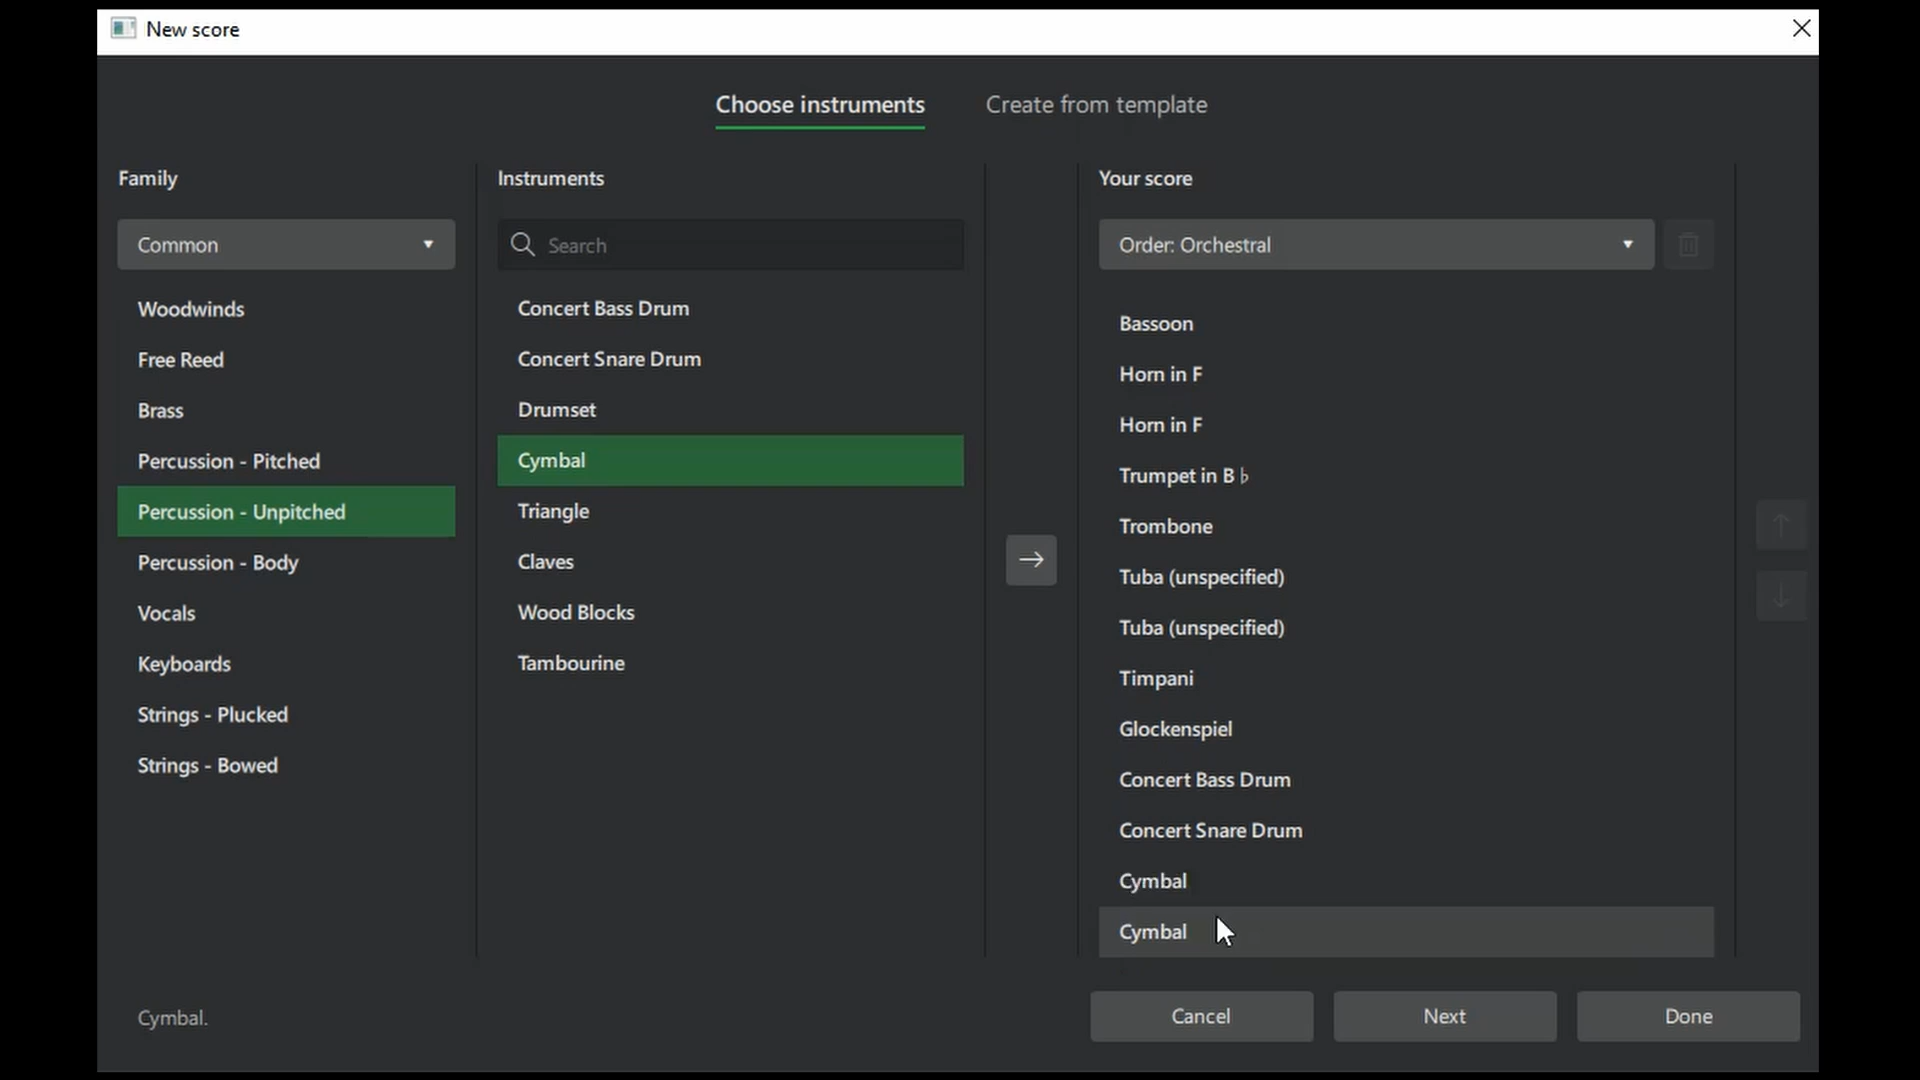 New score
Choose instruments
Create from template
Family
Common
Woodwinds
Free Reed
Brass
Percussion - Pitched
Percussion - Unpitched
Percussion - Body
Vocals
Keyboards
Strings - Plucked
Strings - Bowed
Instruments
Search
Concert Bass Drum
Concert Snare Drum
Drumset
Cymbal
Triangle
Claves
Wood Blocks
Tambourine
Your score
Order: Orchestral
Bassoon
Horn in F
Horn in F
Trumpet in B♭
Trombone
Tuba (unspecified)
Tuba (unspecified)
Timpani
Glockenspiel
Concert Bass Drum
Concert Snare Drum
Cymbal
Cymbal
Cymbal.
Cancel
Next
Done